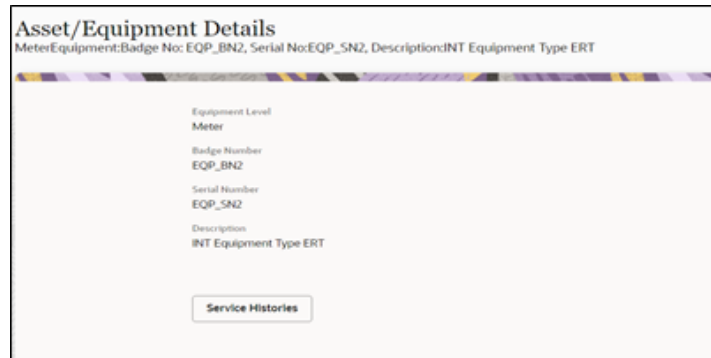 Asset/Equipment Details
MeterEquipment:Badge No: EQP_BN2, Serial No:EQP_SN2, Description:INT Equipment Type ERT
Equipment Level
Meter
Badge Number
EQP_BN2
Serial Number
EQP_SN2
Description
INT Equipment Type ERT
Service Histories